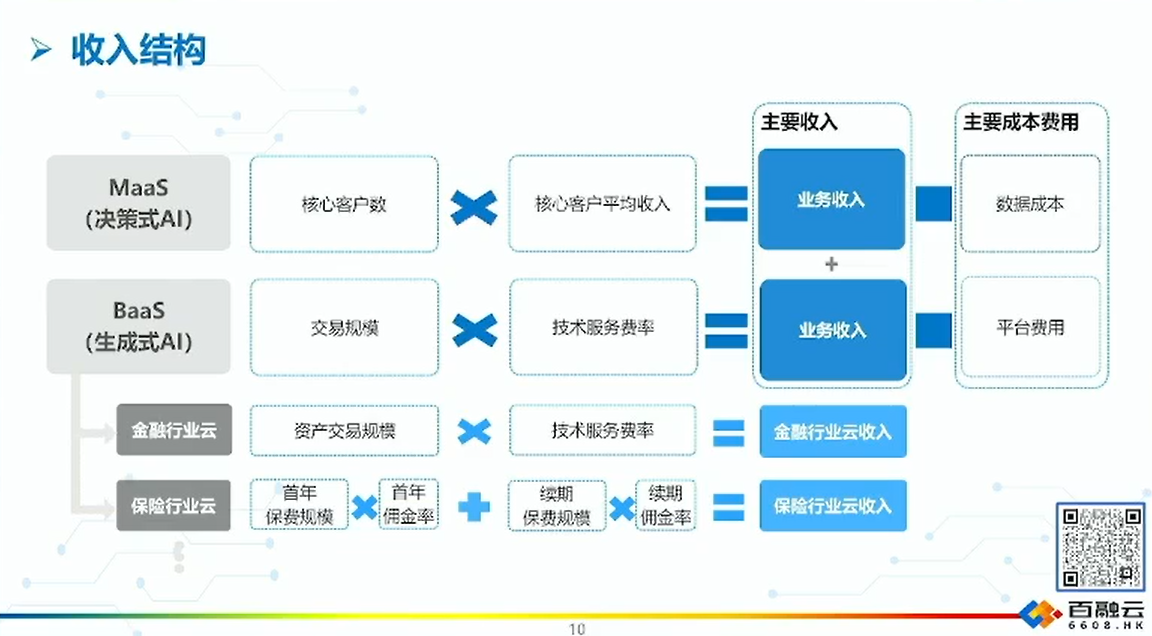 收入结构
主要收入
主要成本费用
MaaS
(决策式AI)
核心客户数
核心客户平均收入
业务收入
数据成本
+
BaaS
(生成式AI)
交易规模
技术服务费率
业务收入
平台费用
金融行业云
资产交易规模
技术服务费率
金融行业云收入
保险行业云
首年
保费规模
首年
佣金率
续期
保费规模
续期
佣金率
保险行业云收入
百融云
6608.HK
10